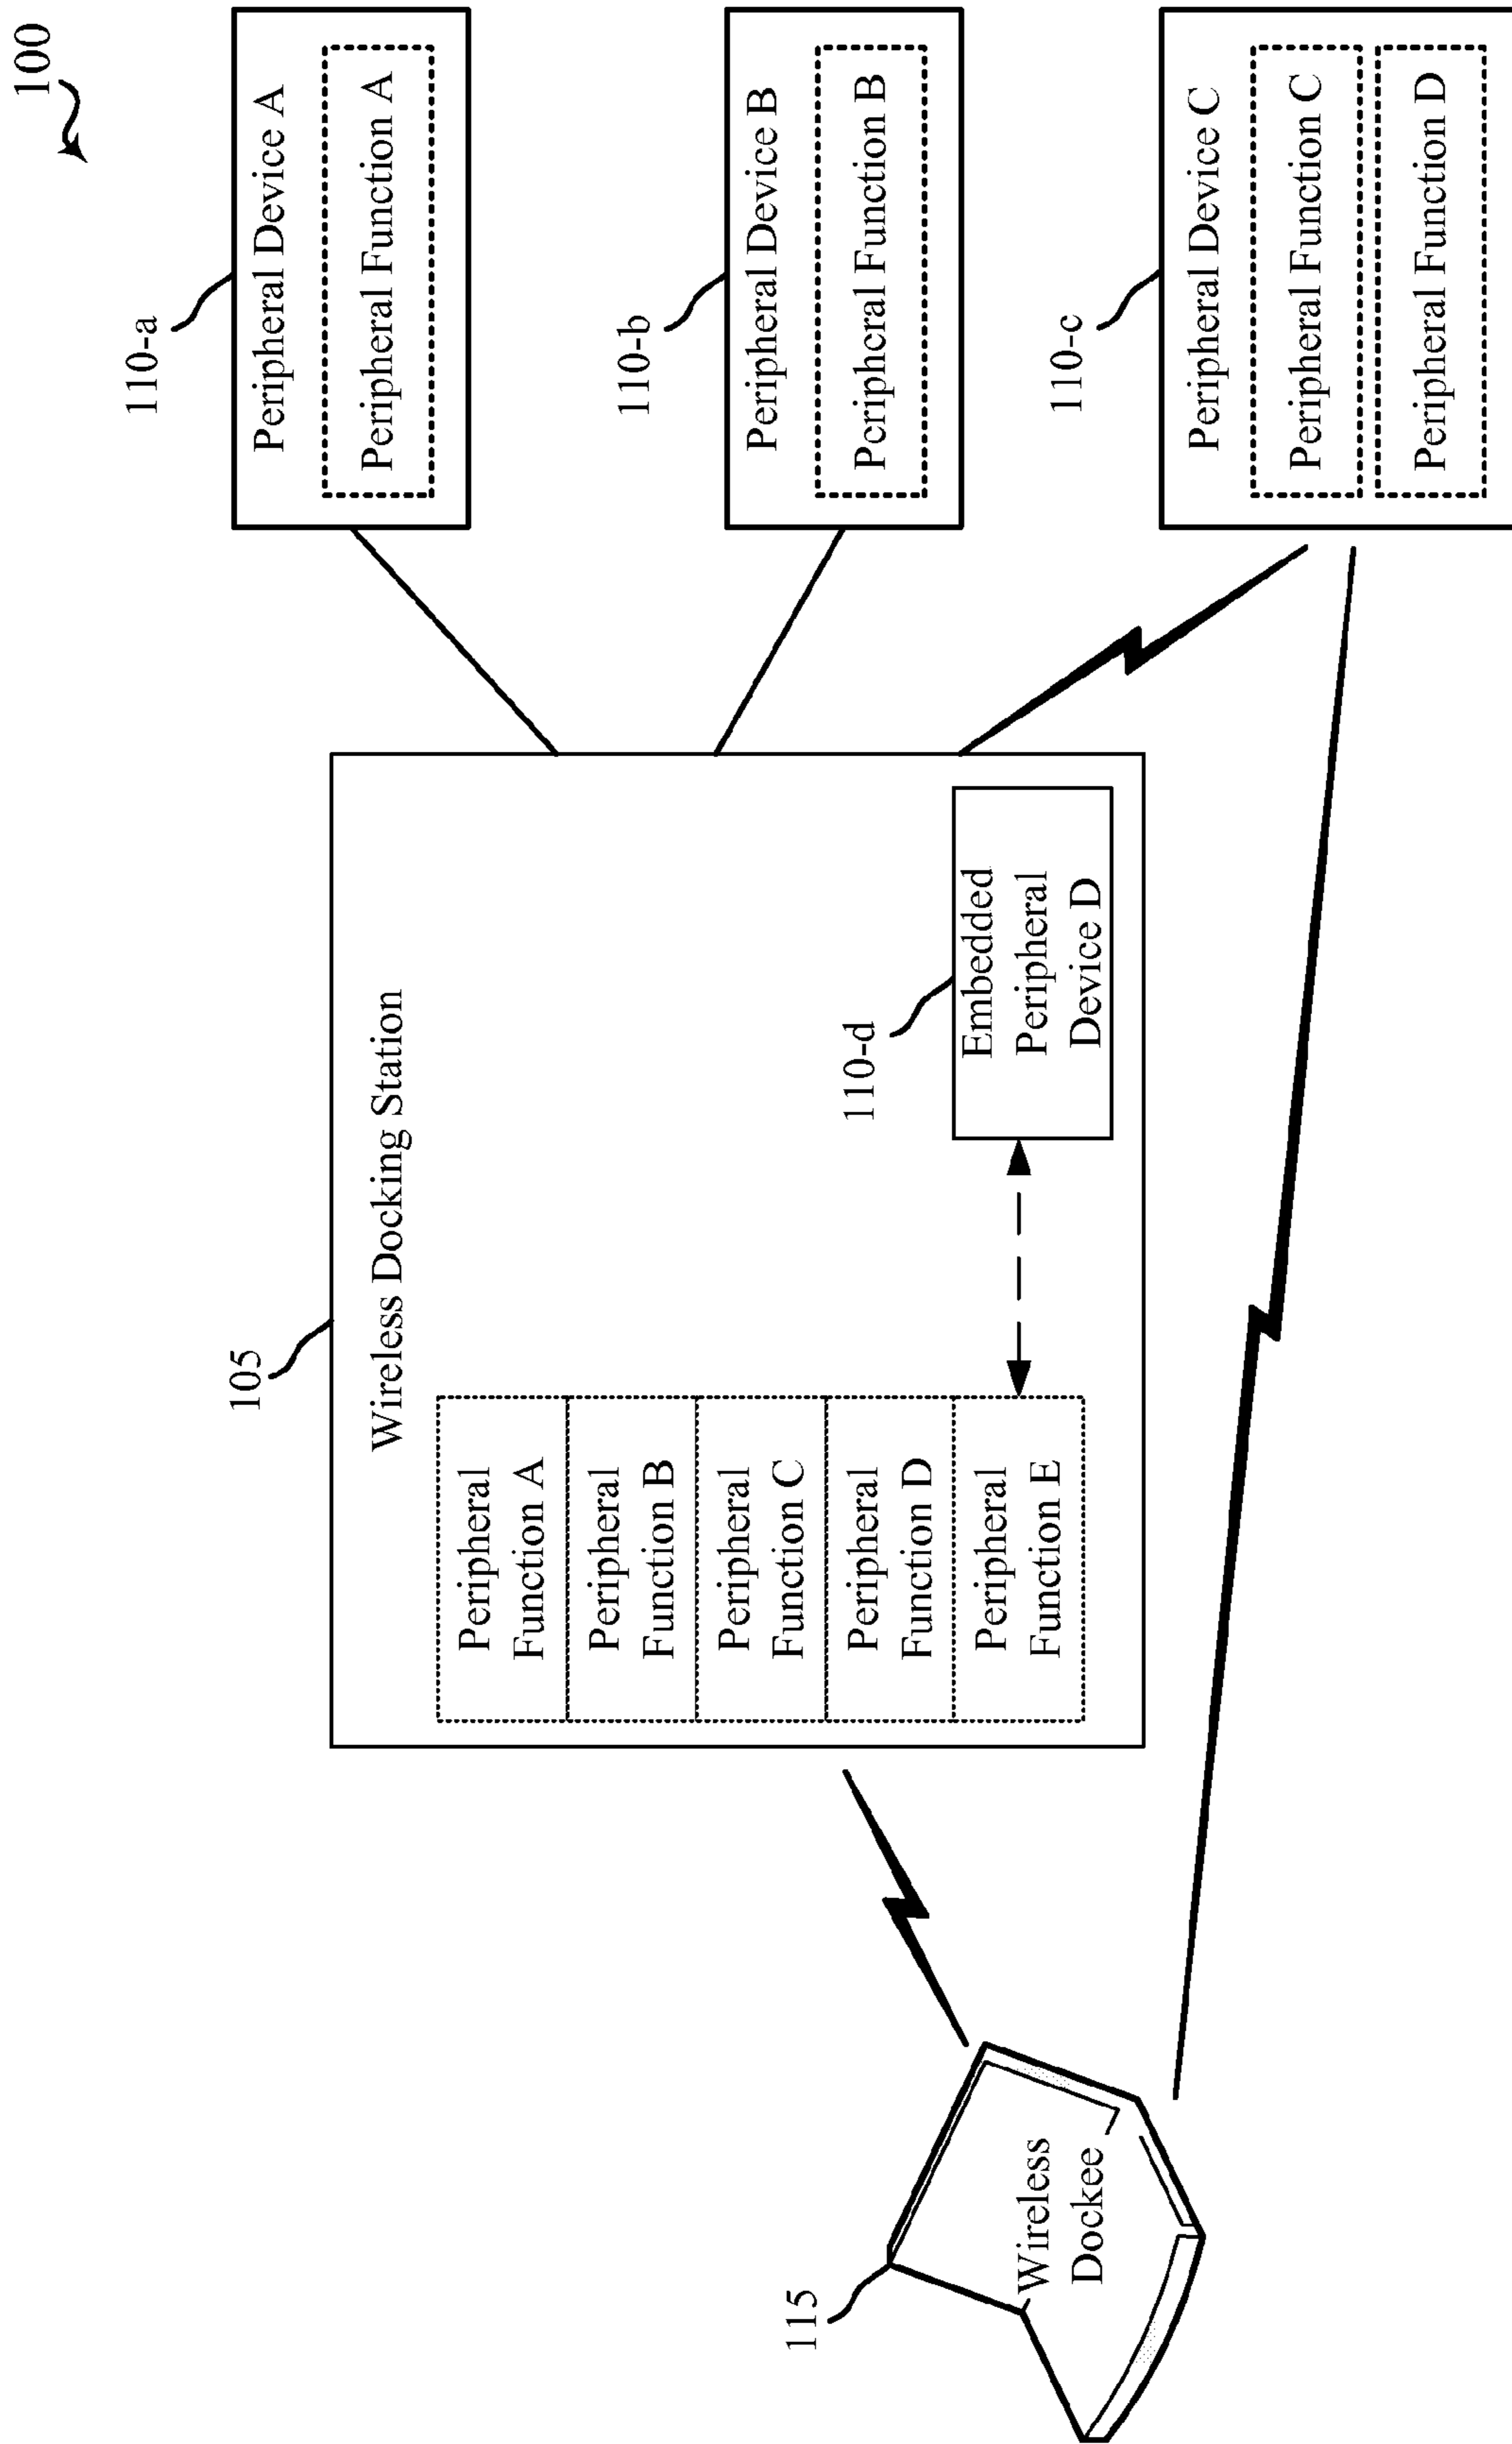 100
110-a
Peripheral Device A
Peripheral Function A
105
Wireless Docking Station
Peripheral
Function A
Peripheral
Function B
Peripheral
Function C
Peripheral
Function D
Peripheral
Function E
110-d
Embedded
Peripheral
Device D
110-b
Peripheral Device B
Peripheral Function B
110-c
Peripheral Device C
Peripheral Function C
Peripheral Function D
115
Wireless
Dockee